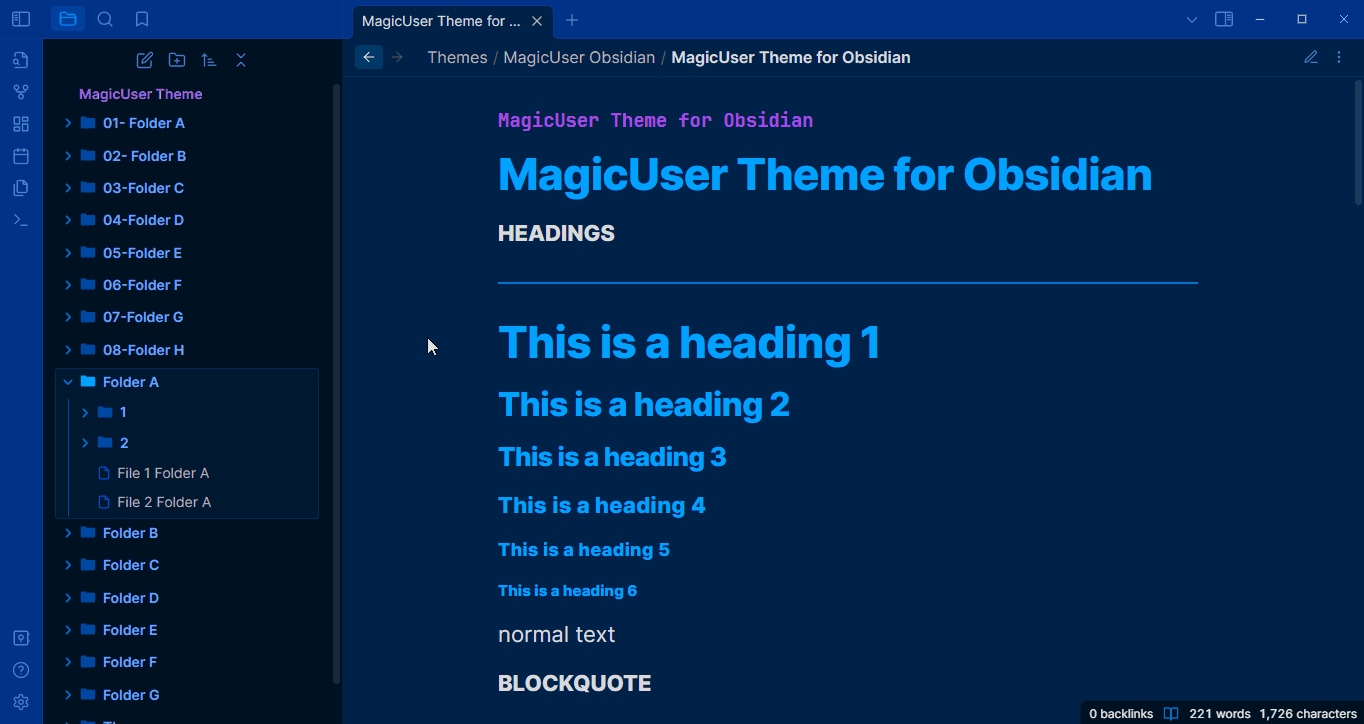 MagicUser Theme for ...
Themes / MagicUser Obsidian / MagicUser Theme for Obsidian
MagicUser Theme
01- Folder A
02- Folder B
03-Folder C
04-Folder D
05-Folder E
06-Folder F
07-Folder G
08-Folder H
Folder A
1
2
File 1 Folder A
File 2 Folder A
Folder B
Folder C
Folder D
Folder E
Folder F
Folder G
MagicUser Theme for Obsidian
MagicUser Theme for Obsidian
HEADINGS
This is a heading 1
This is a heading 2
This is a heading 3
This is a heading 4
This is a heading 5
This is a heading 6
normal text
BLOCKQUOTE
0 backlinks 221 words 1,726 characters